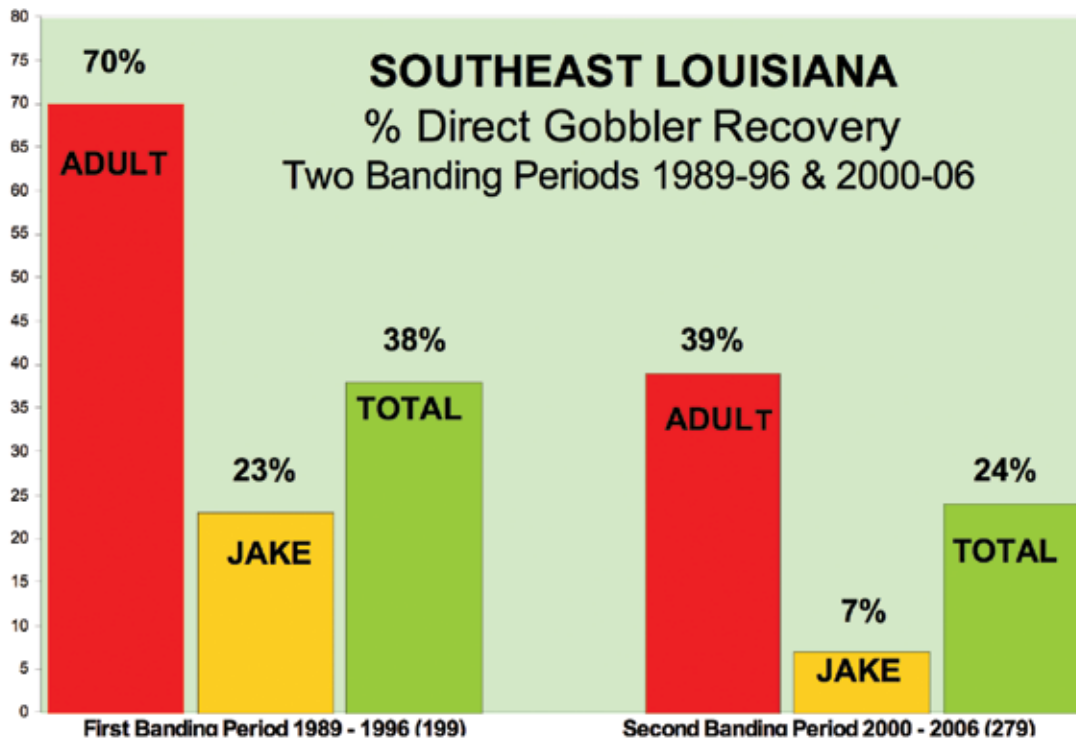 SOUTHEAST LOUISIANA
% Direct Gobbler Recovery
Two Banding Periods 1989-96 & 2000-06
80
75
70
65
60
55
50
45
40
35
30
25
20
15
10
5
0
70%
ADULT
23%
JAKE
38%
TOTAL
39%
ADULT
7%
JAKE
24%
TOTAL
First Banding Period 1989 - 1996 (199)
Second Banding Period 2000 - 2006 (279)